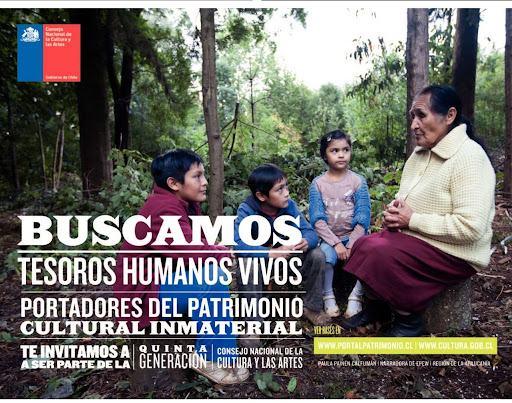 Consejo
Nacional de
la Cultura y
las Artes
Gobierno de Chile
BUSCAMOS
TESOROS HUMANOS VIVOS
PORTADORES DEL PATRIMONIO
CULTURAL INMATERIAL
TE INVITAMOS A
A SER PARTE DE LA
QUINTA
GENERACIÓN
CONSEJO NACIONAL DE LA
CULTURA Y LAS ARTES
VER BASES EN
WWW.PORTALPATRIMONIO.CL | WWW.CULTURA.GOB.CL
PAULA PAINEN CALFUMAN | NARRADORA DE EPEW | REGIÓN DE LA ARAUCANÍA